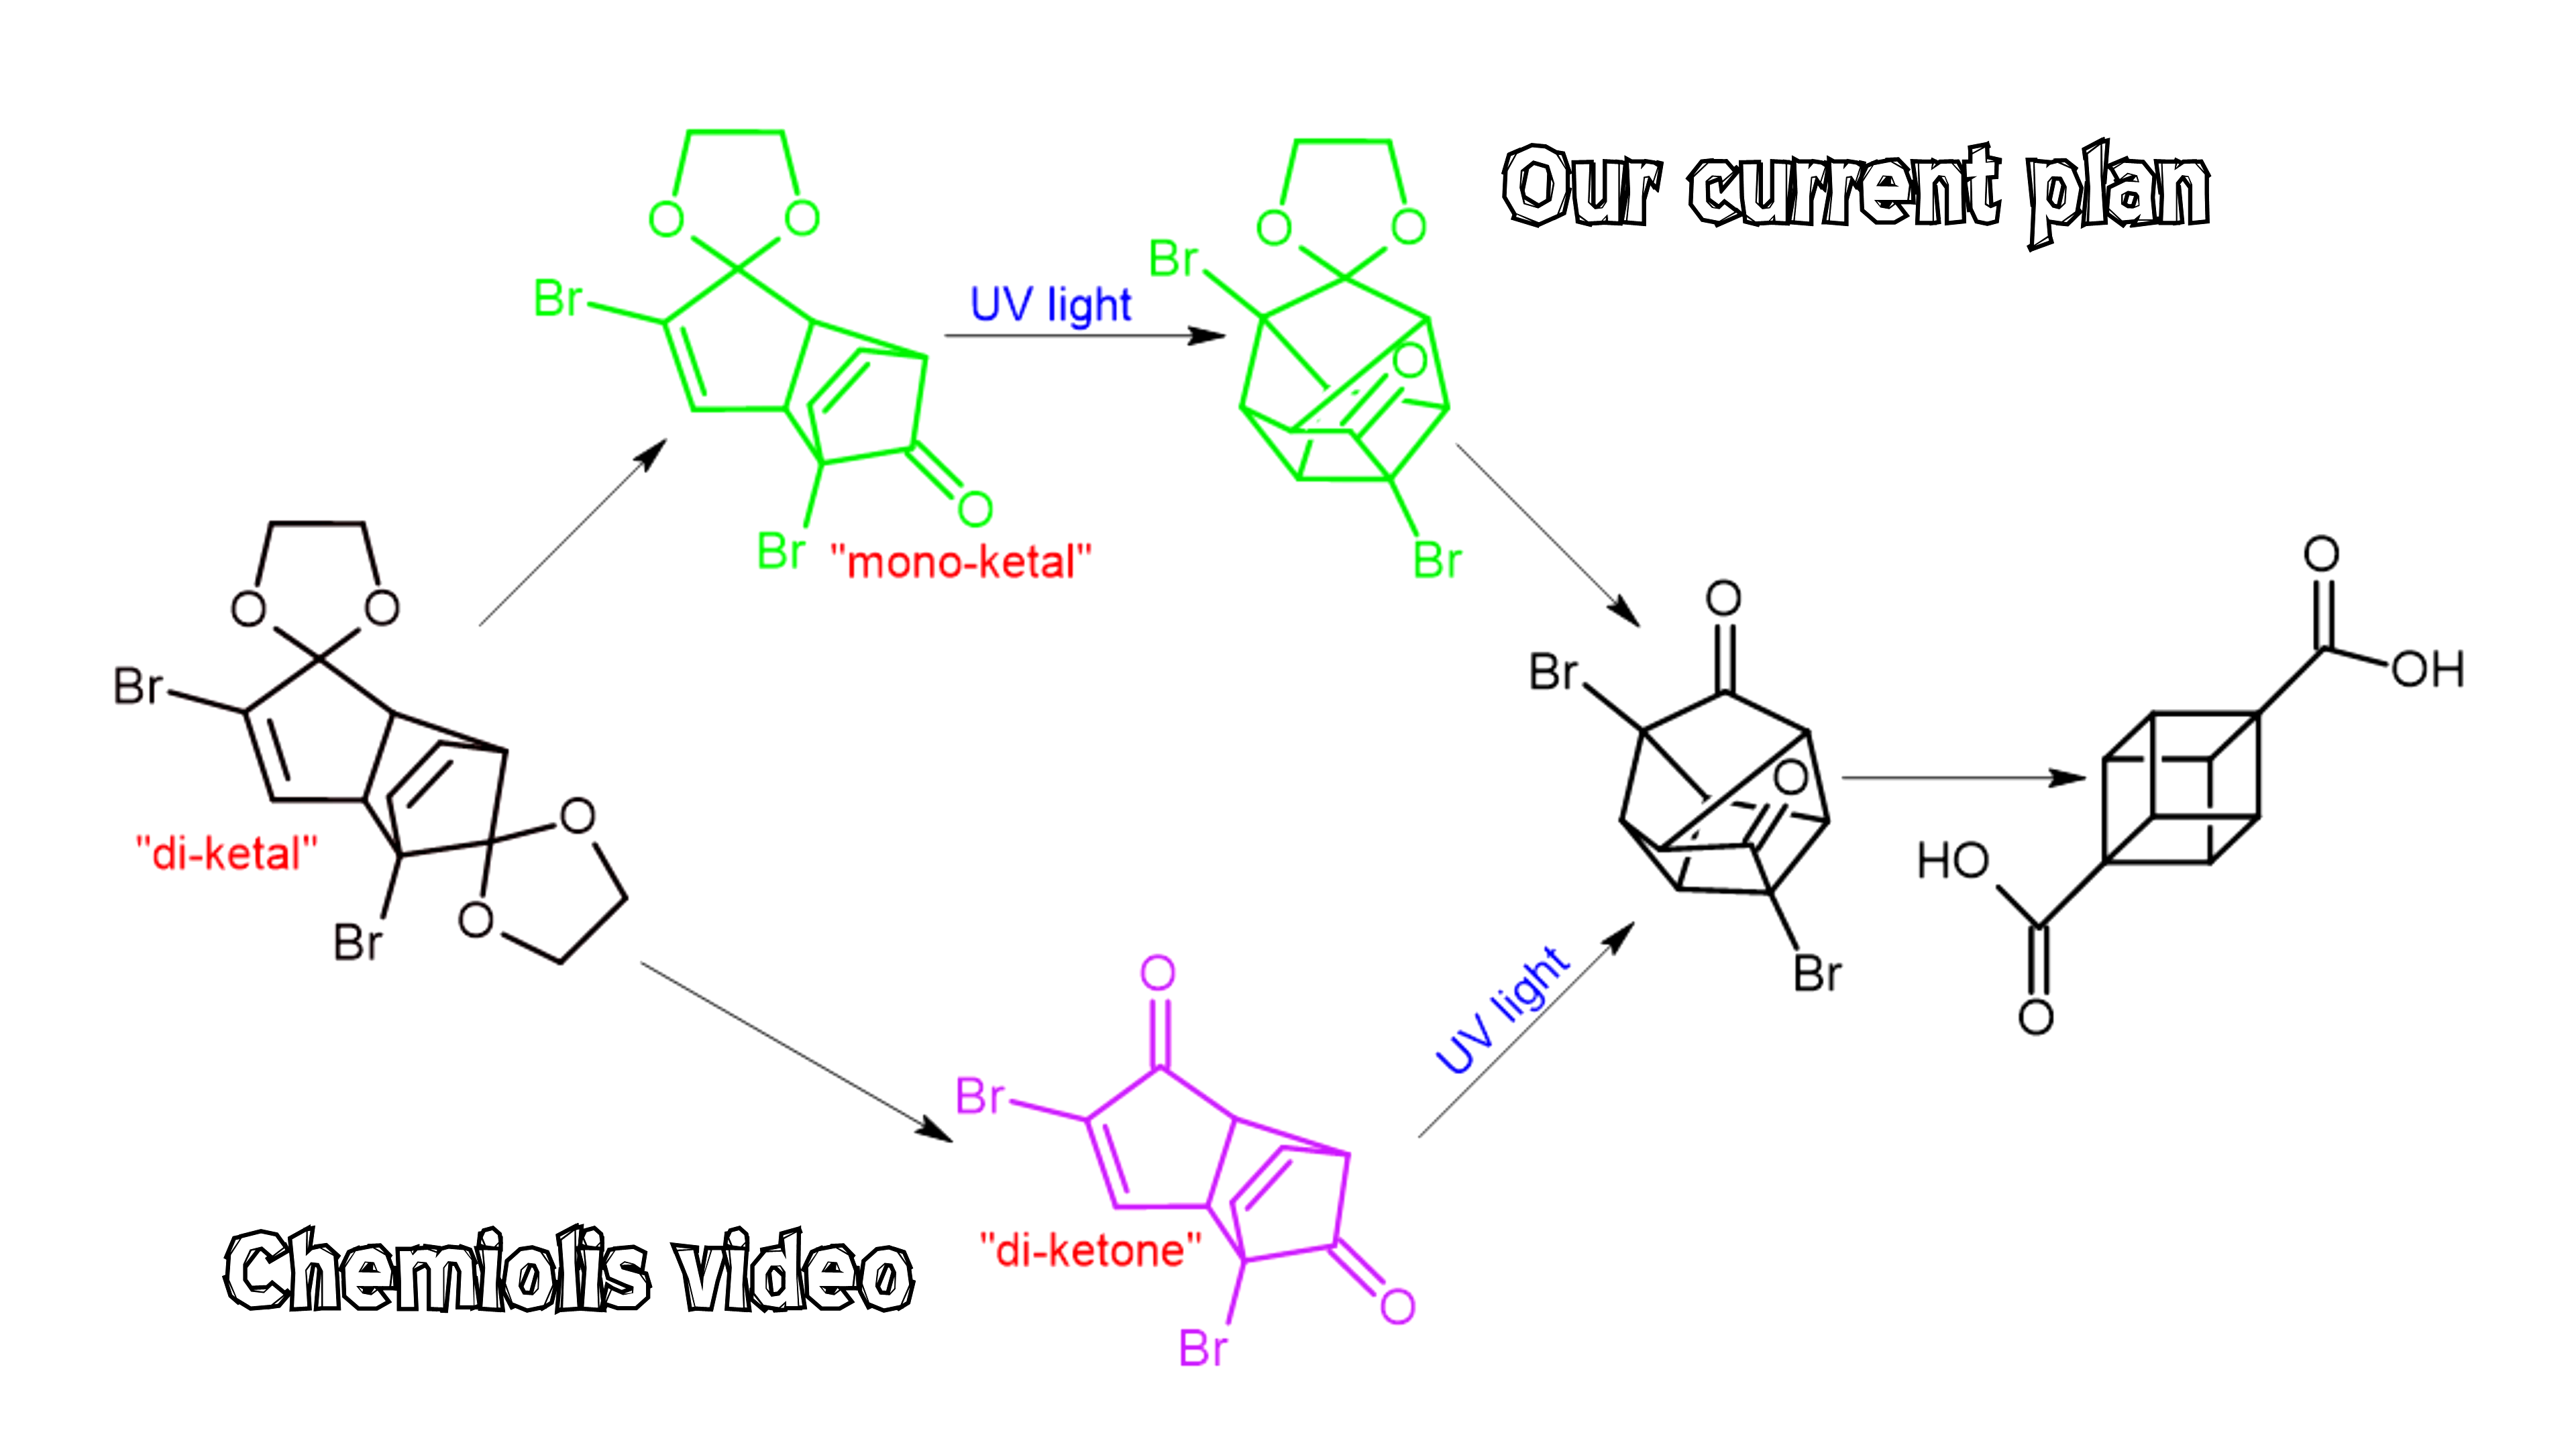 Our current plan
O O
Br
UV light
Br
O
"mono-ketal"
O O
Br
O
Br
O O
Br
"di-ketal"
Br
O
O
O
Br
O
Br
O
OH
HO
O
Chemiolis video
O
Br
"di-ketone"
Br
O
UV light